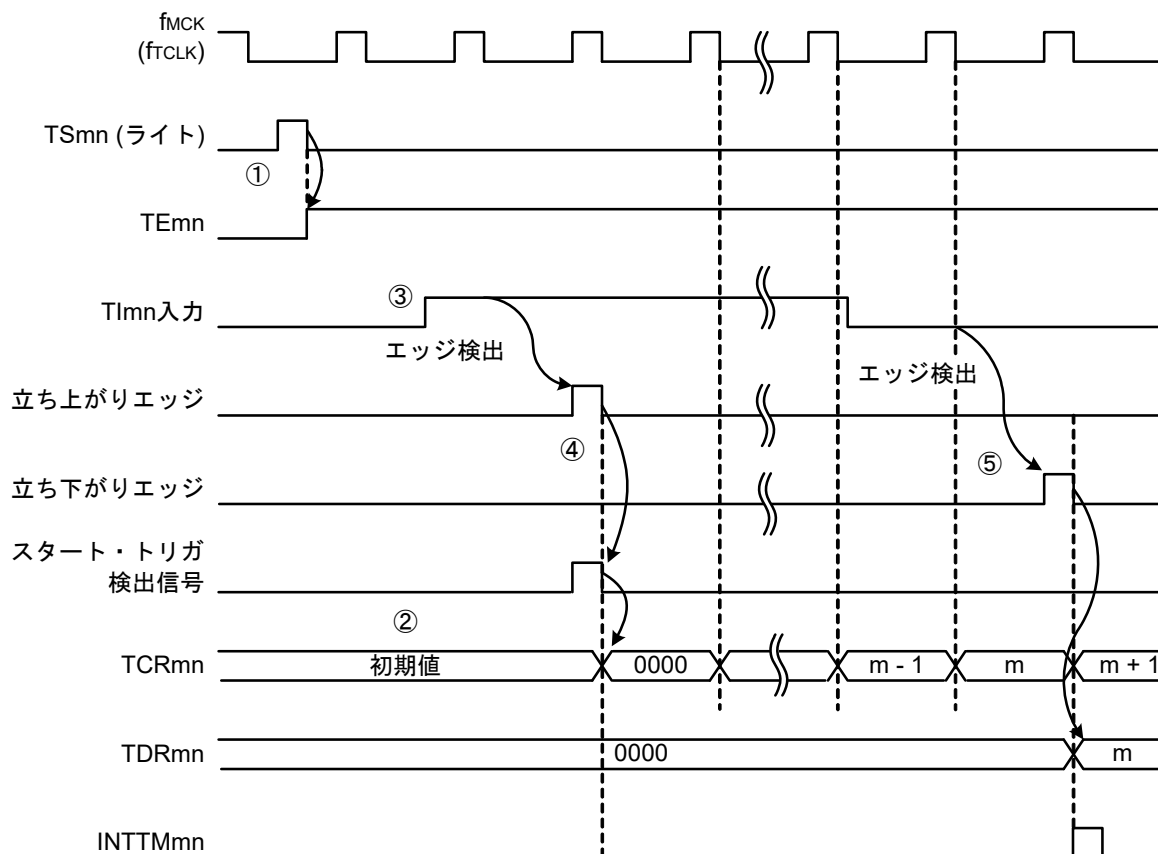 fMCK
(fTCLK)
TSmn (ライト)
①
TEmn
TImn入力
③
エッジ検出
エッジ検出
立ち上がりエッジ
④
⑤
立ち下がりエッジ
スタート・トリガ
検出信号
②
TCRmn
初期値
0000
m - 1
m
m + 1
TDRmn
0000
m
INTTMmn